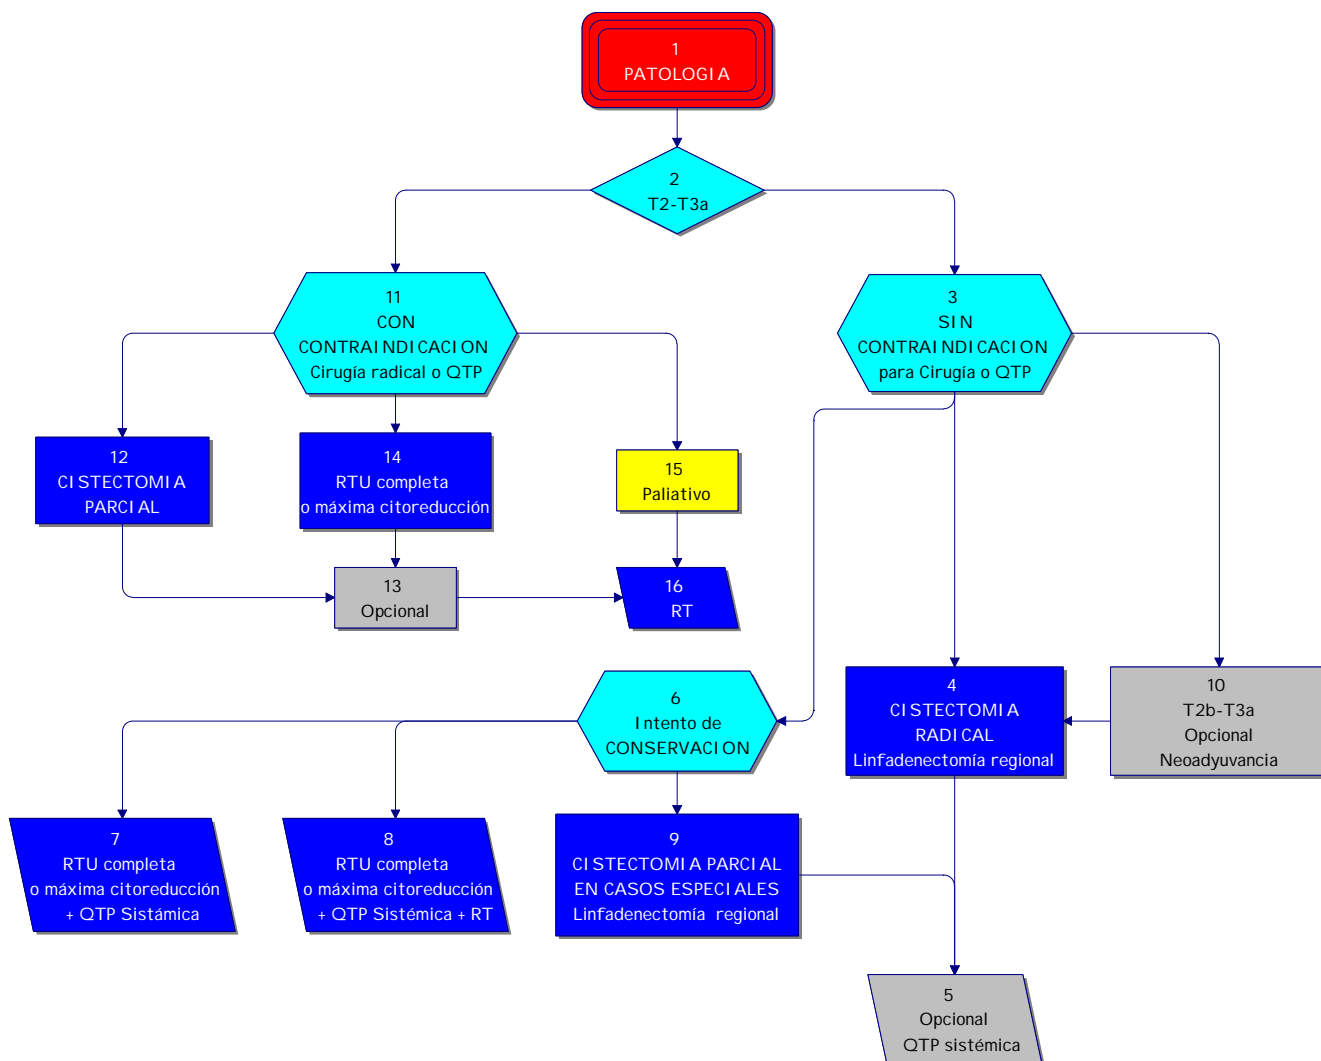 1
PATOLOGIA
2
T2-T3a
11
CON
CONTRAINDICACION
Cirugía radical o QTP
3
SIN
CONTRAINDICACION
para Cirugía o QTP
12
CISTECTOMIA
PARCIAL
14
RTU completa
o máxima citoreducción
15
Paliativo
13
Opcional
16
RT
6
Intento de
CONSERVACION
4
CISTECTOMIA
RADICAL
Linfadenectomía regional
10
T2b-T3a
Opcional
Neoadyuvancia
7
RTU completa
o máxima citoreducción
+ QTP Sistámica
8
RTU completa
o máxima citoreducción
+ QTP Sistémica + RT
9
CISTECTOMIA PARCIAL
EN CASOS ESPECIALES
Linfadenectomía regional
5
Opcional
QTP sistémica